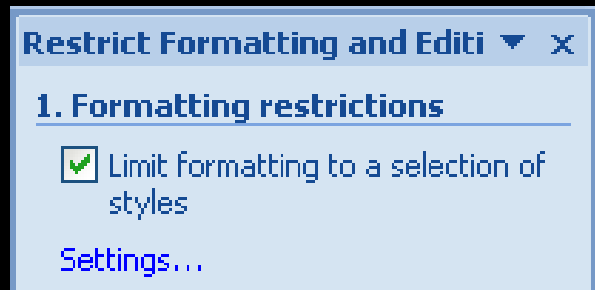 Restrict Formatting and Editi
1. Formatting restrictions
Limit formatting to a selection of
styles
Settings...